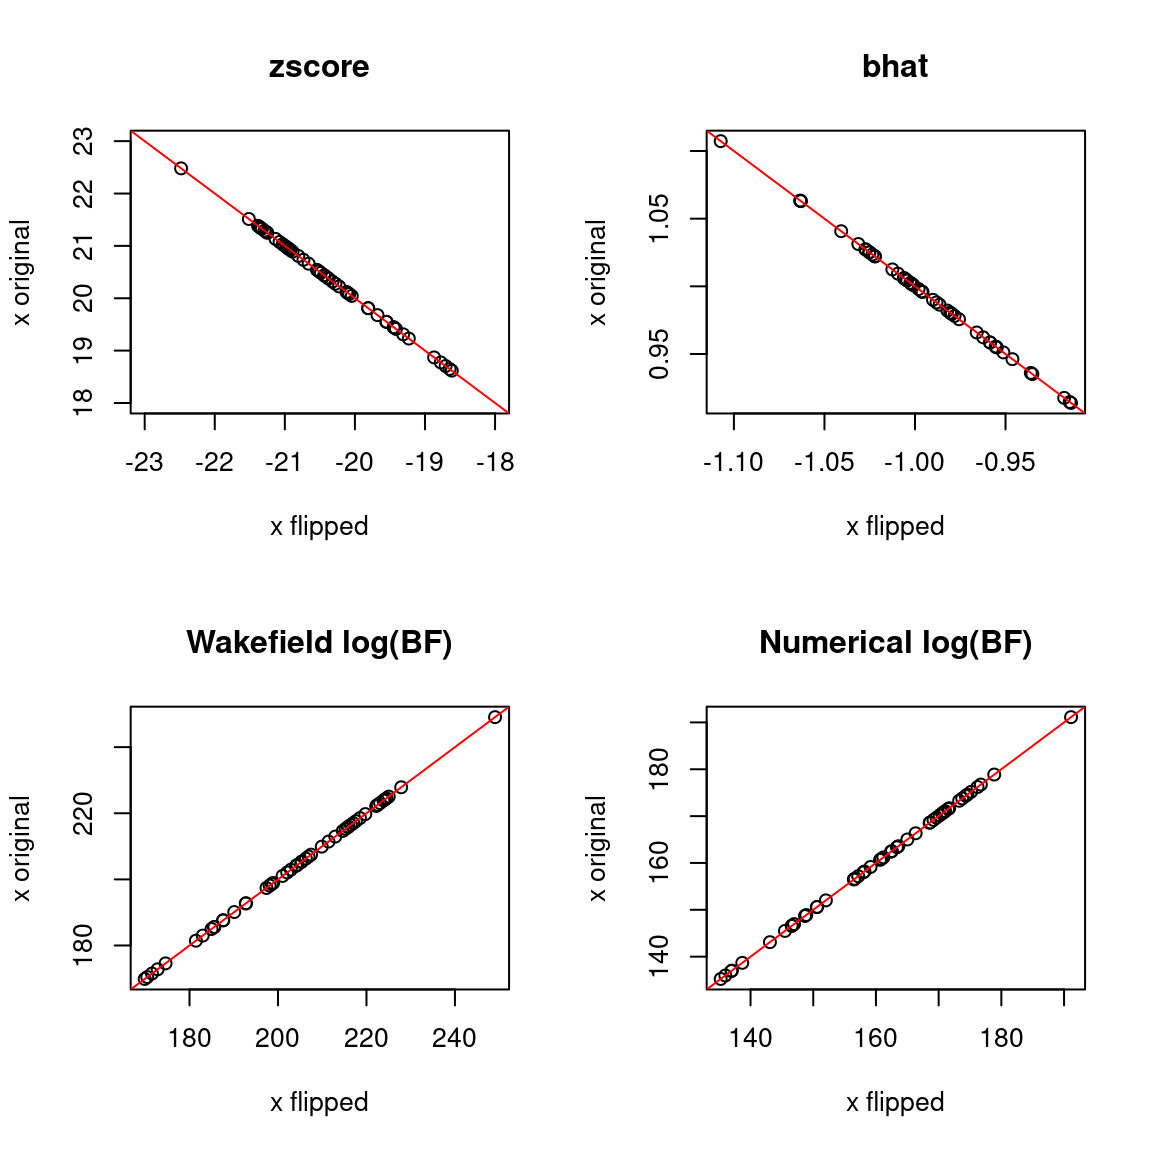 zscore
x original
23
22
21
20
19
18
-23 -22 -21 -20 -19 -18
x flipped
bhat
x original
1.05
0.95
-1.10 -1.05 -1.00 -0.95
x flipped
Wakefield log(BF)
x original
220
180
180 200 220 240
x flipped
Numerical log(BF)
x original
180
160
140
140 160 180
x flipped